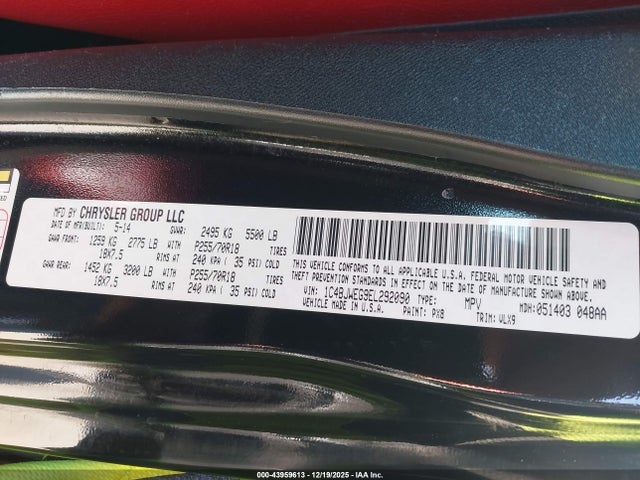 MFD BY CHRYSLER GROUP LLC
DATE OF MFR(BUILT): 5-14 GVWR: 2495 KG 5500 LB
GAWR FRONT: 1259 KG 2775 LB WITH P255/70R18 TIRES
18X7.5 RIMS AT 240 KPA ( 35 PSI) COLD
GAWR REAR: 1452 KG 3200 LB WITH P255/70R18 TIRES
18X7.5 RIMS AT 240 KPA ( 35 PSI) COLD
THIS VEHICLE CONFORMS TO ALL APPLICABLE U.S.A. FEDERAL MOTOR VEHICLE SAFETY AND
THEFT PREVENTION STANDARDS IN EFFECT ON THE DATE OF MANUFACTURE SHOWN ABOVE.
VIN: 1C4BJWEG9EL292090 TYPE: MPV MDH:051403 048AA
VEHICLE MADE IN U.S.A. PAINT: PX8 TRIM: VLX9
000-43959613 - 12/19/2025 - IAA Inc.